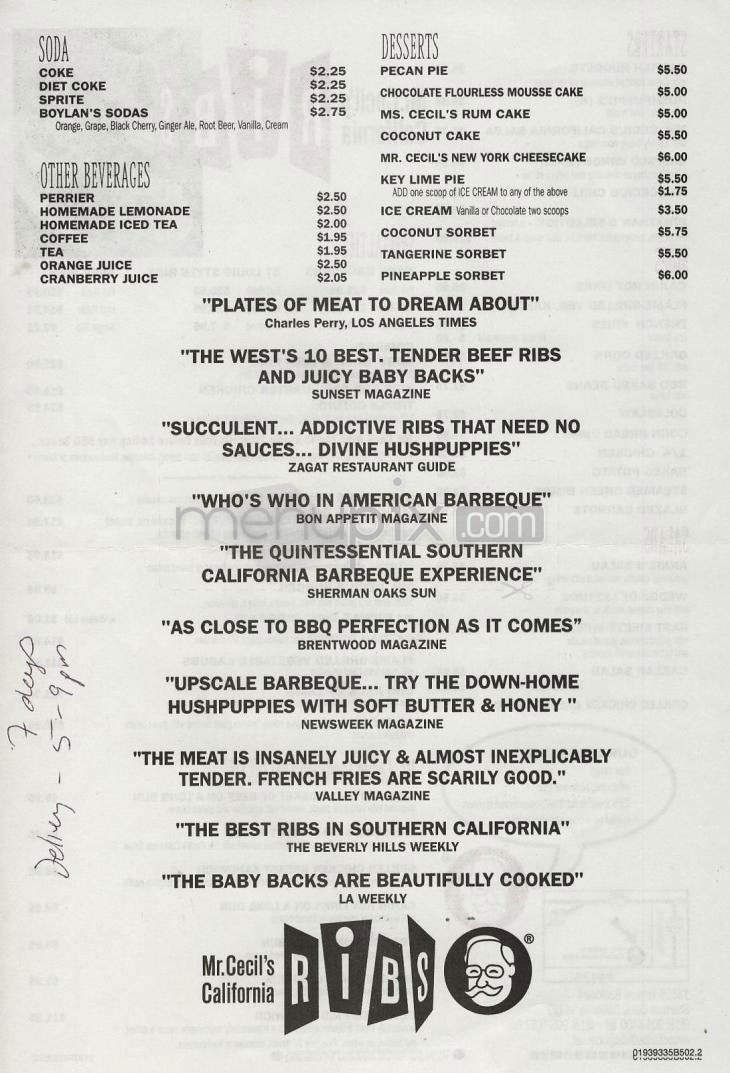 SODA
COKE $2.25
DIET COKE $2.25
SPRITE $2.25
BOYLAN'S SODAS $2.75
Orange, Grape, Black Cherry, Ginger Ale, Root Beer, Vanilla, Cream
OTHER BEVERAGES
PERRIER $2.50
HOMEMADE LEMONADE $2.50
HOMEMADE ICED TEA $2.00
COFFEE $1.95
TEA $1.95
ORANGE JUICE $2.50
CRANBERRY JUICE $2.05
DESSERTS
PECAN PIE $5.50
CHOCOLATE FLOURLESS MOUSSE CAKE $5.00
MS. CECIL'S RUM CAKE $5.00
COCONUT CAKE $5.50
MR. CECIL'S NEW YORK CHEESECAKE $6.00
KEY LIME PIE $5.50
ADD one scoop of ICE CREAM to any of the above $1.75
ICE CREAM Vanilla or Chocolate two scoops $3.50
COCONUT SORBET $5.75
TANGERINE SORBET $5.50
PINEAPPLE SORBET $6.00
"PLATES OF MEAT TO DREAM ABOUT"
Charles Perry, LOS ANGELES TIMES
"THE WEST'S 10 BEST. TENDER BEEF RIBS
AND JUICY BABY BACKS"
SUNSET MAGAZINE
"SUCCULENT... ADDICTIVE RIBS THAT NEED NO
SAUCES... DIVINE HUSHPUPPIES"
ZAGAT RESTAURANT GUIDE
"WHO'S WHO IN AMERICAN BARBEQUE"
BON APPETIT MAGAZINE
menupix.com
"THE QUINTESSENTIAL SOUTHERN
CALIFORNIA BARBEQUE EXPERIENCE"
SHERMAN OAKS SUN
"AS CLOSE TO BBQ PERFECTION AS IT COMES"
BRENTWOOD MAGAZINE
"UPSCALE BARBEQUE... TRY THE DOWN-HOME
HUSHPUPPIES WITH SOFT BUTTER & HONEY "
NEWSWEEK MAGAZINE
"THE MEAT IS INSANELY JUICY & ALMOST INEXPLICABLY
TENDER. FRENCH FRIES ARE SCARILY GOOD."
VALLEY MAGAZINE
"THE BEST RIBS IN SOUTHERN CALIFORNIA"
THE BEVERLY HILLS WEEKLY
"THE BABY BACKS ARE BEAUTIFULLY COOKED"
LA WEEKLY
7 days
Delivery - 5 - 9 pm
Mr.Cecil's
California
RiBS ®
01939335B502.2